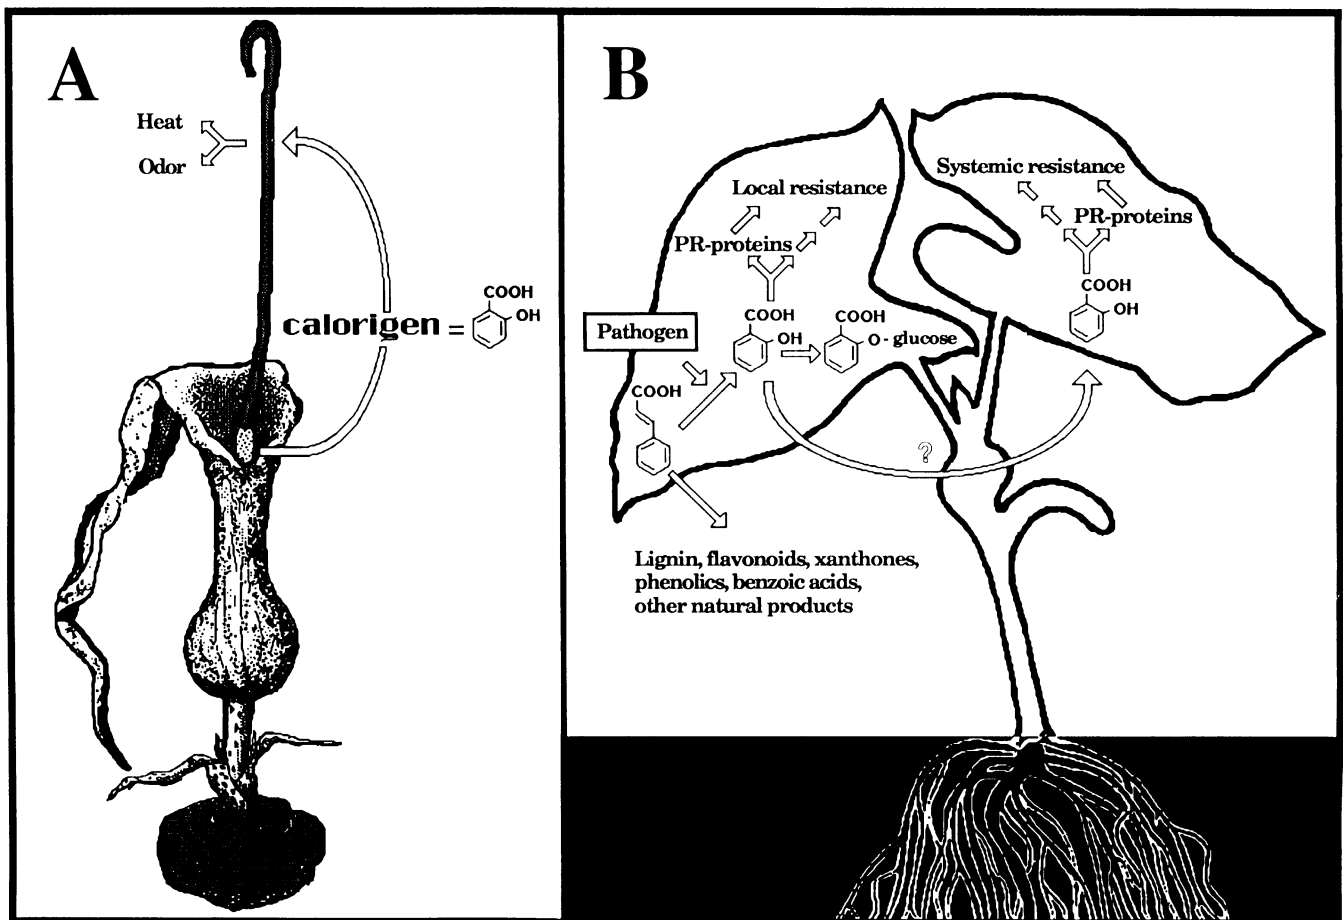 A
Heat
Odor
calorigen =
COOH
OH
B
Local resistance
PR-proteins
Pathogen
COOH
OH
COOH
O - glucose
COOH
?
Systemic resistance
PR-proteins
COOH
OH
Lignin, flavonoids, xanthones,
phenolics, benzoic acids,
other natural products